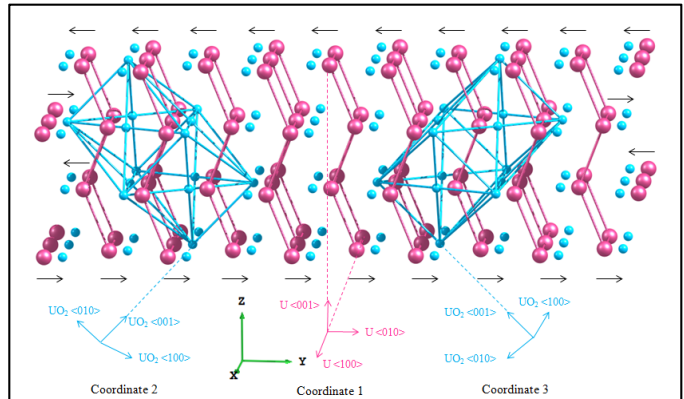 UO2 <010>
UO2 <001>
UO2 <100>
Z
X
Y
U <001>
U <010>
U <100>
UO2 <001>
UO2 <100>
UO2 <010>
Coordinate 2
Coordinate 1
Coordinate 3